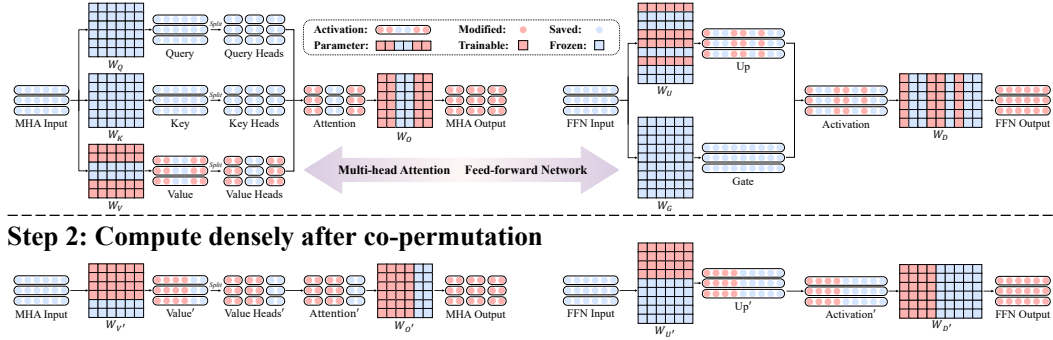 Split
Query
Query Heads
W_Q
Activation:
Modified:
Saved:
Parameter:
Trainable:
Frozen:
Up
W_U
MHA Input
Split
Key
Key Heads
W_K
Attention
W_O
MHA Output
FFN Input
Activation
W_D
FFN Output
Split
Value
Value Heads
W_V
Multi-head Attention Feed-forward Network
Gate
W_G
Step 2: Compute densely after co-permutation
MHA Input
W_V'
Split
Value'
Value Heads'
Attention'
W_O'
MHA Output
FFN Input
W_U'
Up'
Activation'
W_D'
FFN Output